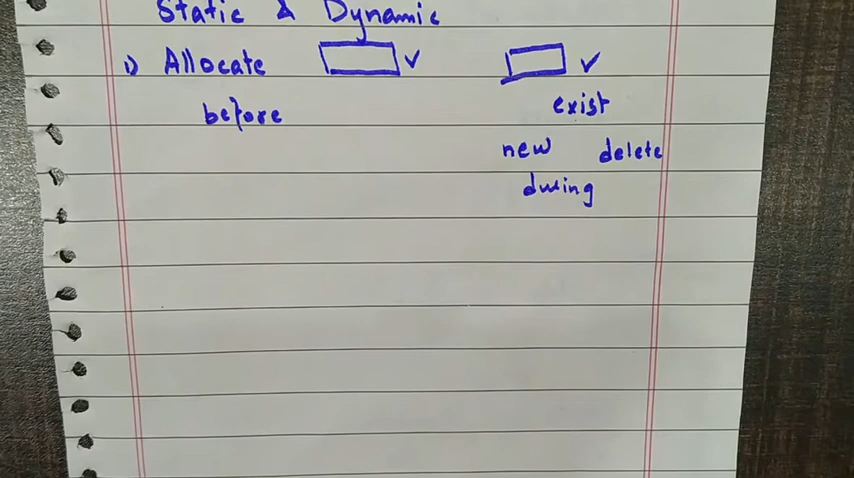 Static & Dynamic
1) Allocate ✓ ✓
before exist
new delete
during